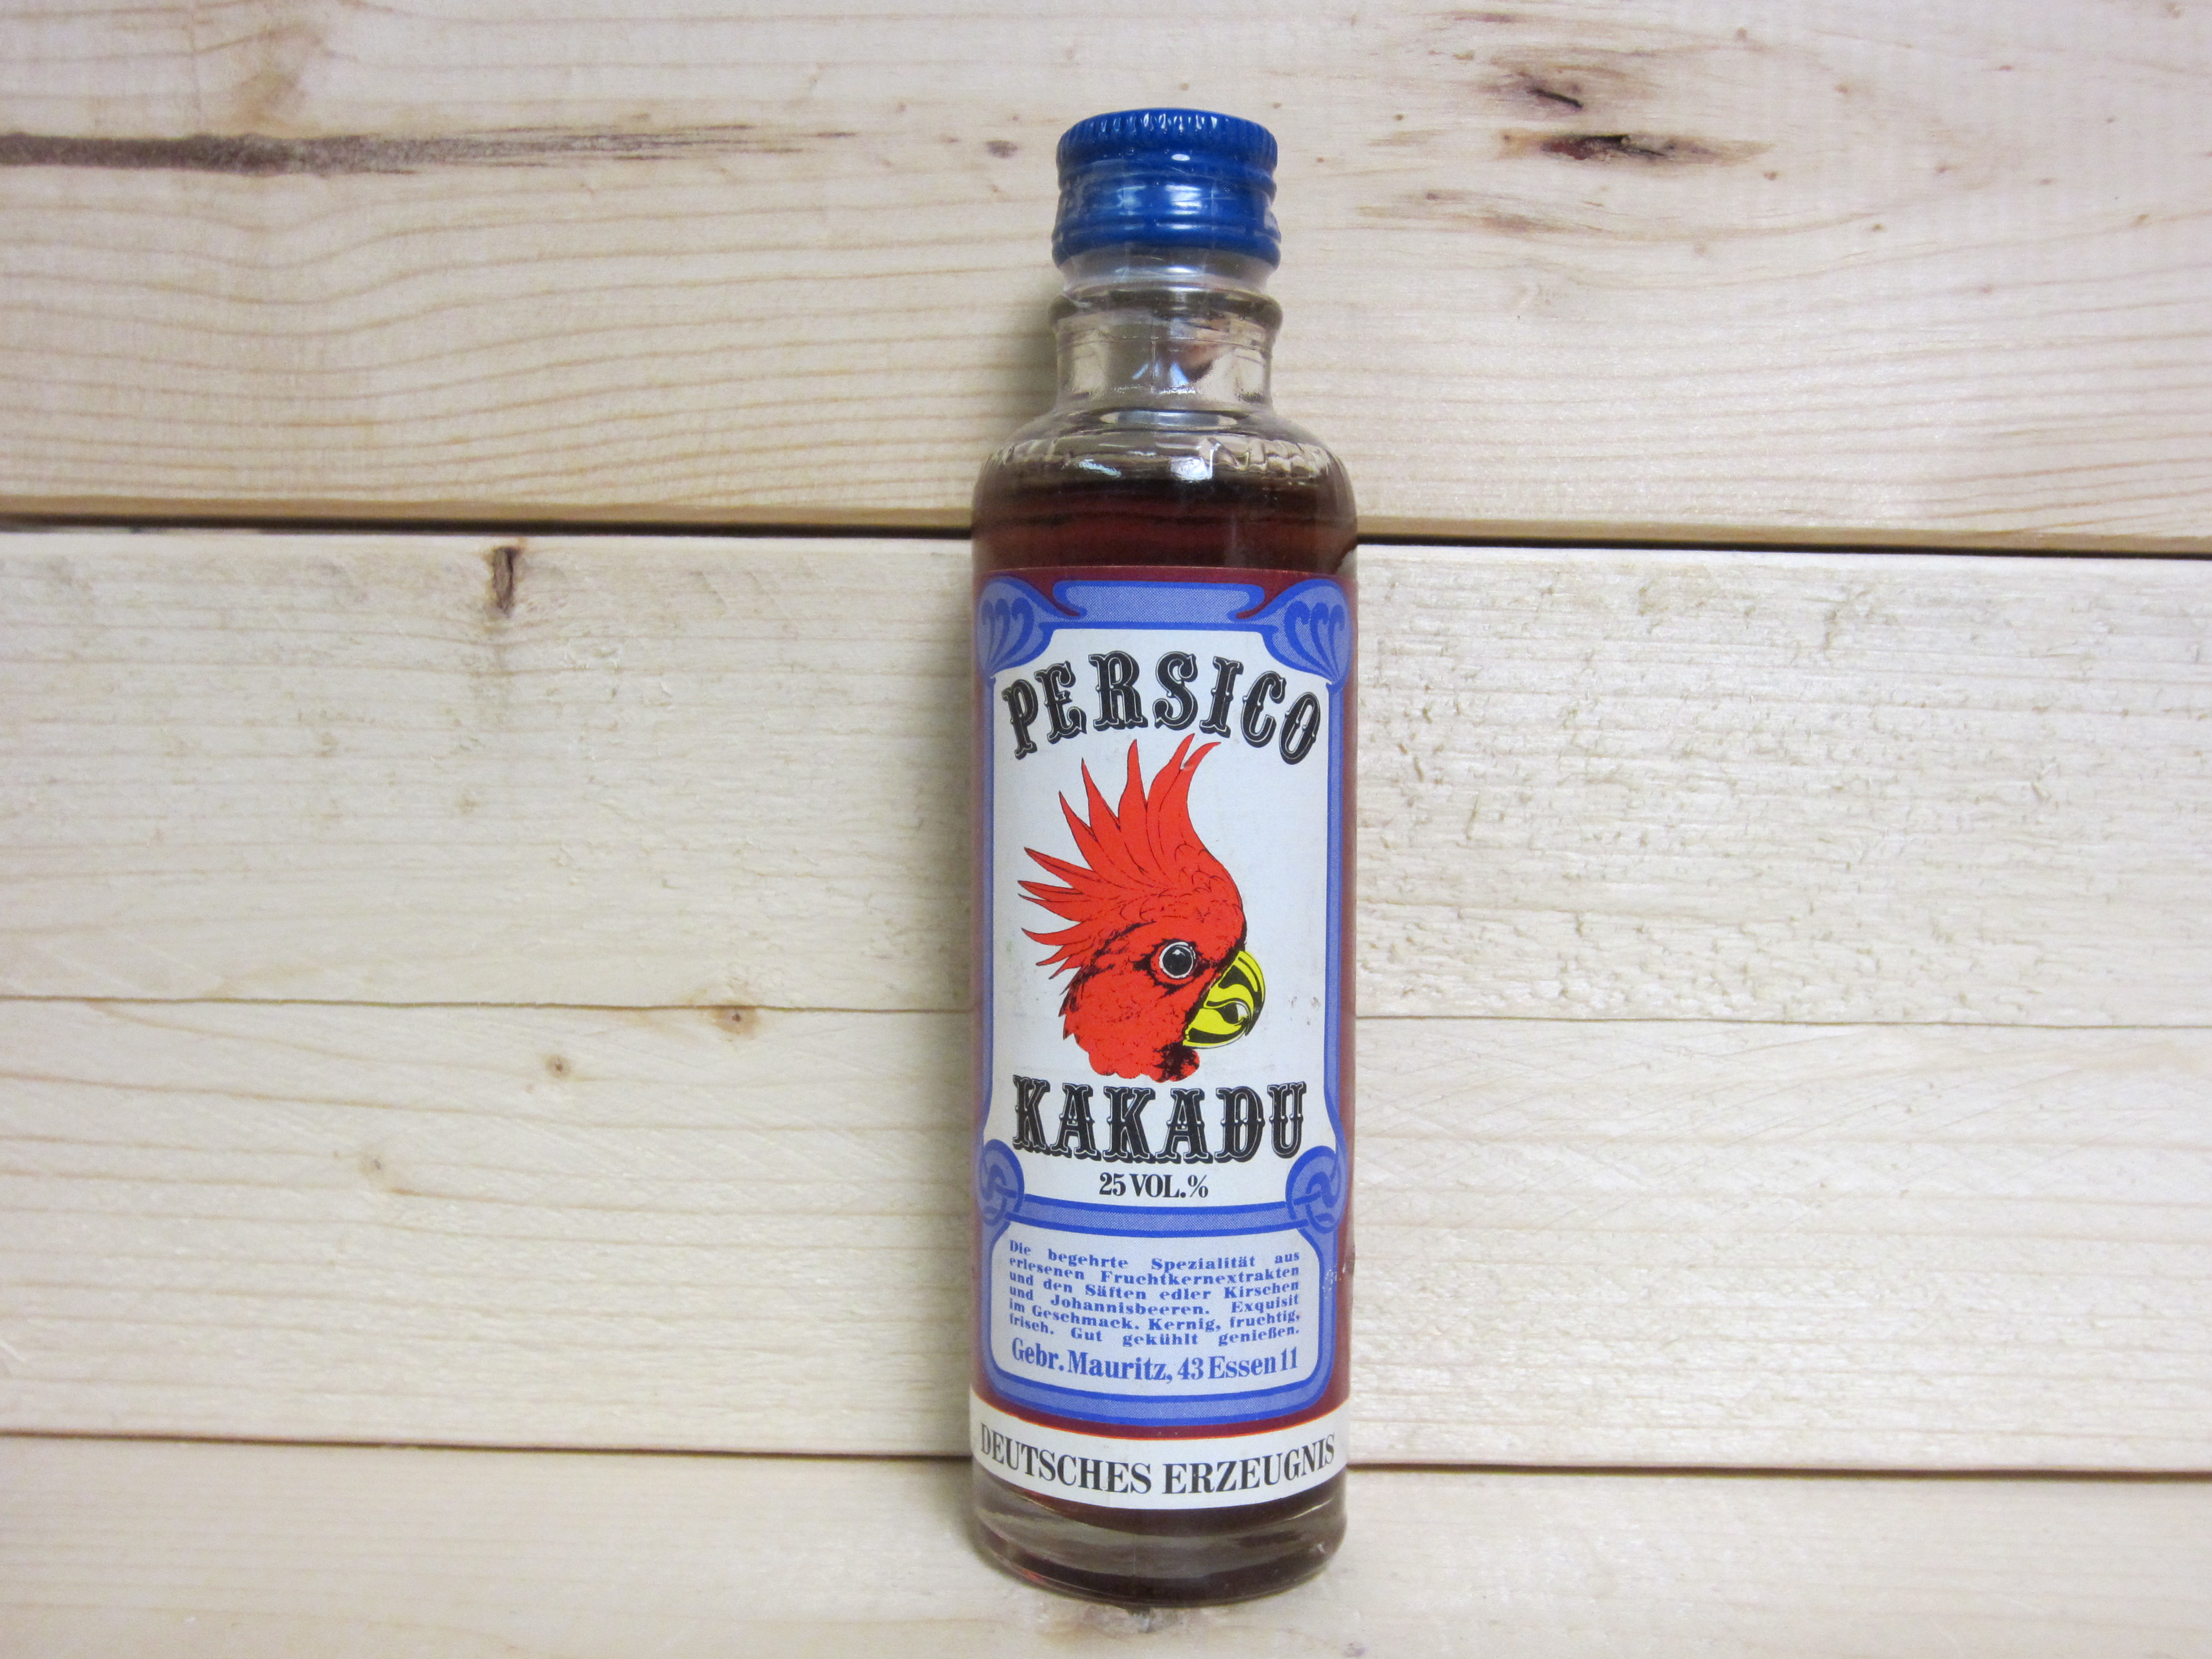 PERSICO
KAKADU
25 VOL.%
Die begehrte Spezialität aus
erlesenen Fruchtkernextrakten
und den Säften edler Kirschen
und Johannisbeeren. Exquisit
im Geschmack. Kernig, fruchtig,
frisch. Gut gekühlt genießen.
Gebr. Mauritz, 43 Essen 11
DEUTSCHES ERZEUGNIS